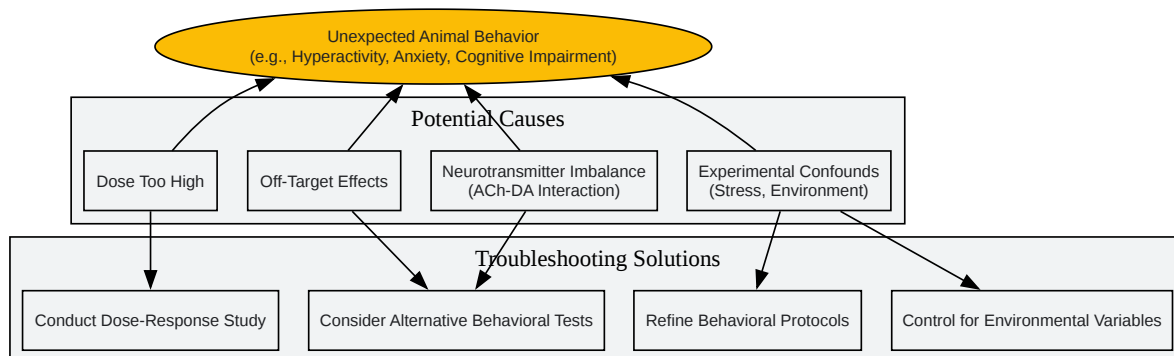 Unexpected Animal Behavior
(e.g., Hyperactivity, Anxiety, Cognitive Impairment)
Potential Causes
Dose Too High
Off-Target Effects
Neurotransmitter Imbalance
(ACh-DA Interaction)
Experimental Confounds
(Stress, Environment)
Troubleshooting Solutions
Conduct Dose-Response Study
Consider Alternative Behavioral Tests
Refine Behavioral Protocols
Control for Environmental Variables